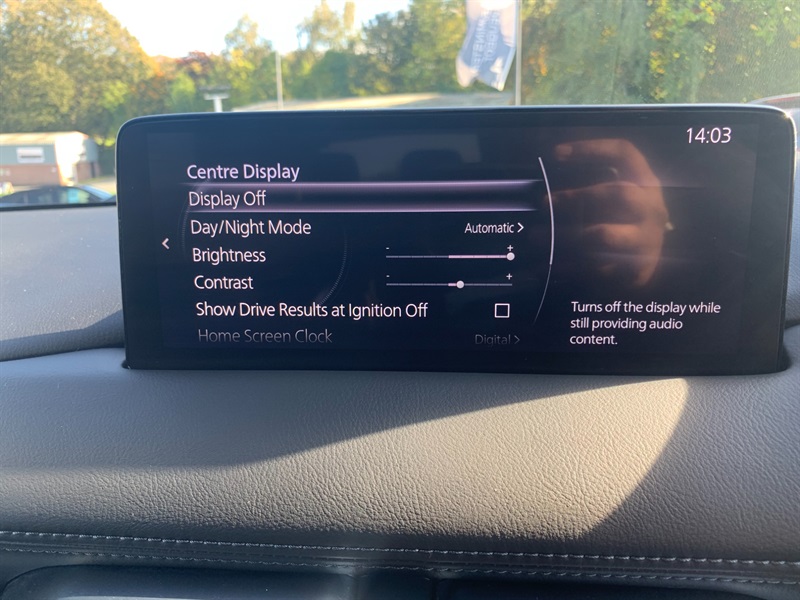 14:03
Centre Display
Display Off
Day/Night Mode Automatic >
Brightness - +
Contrast - +
Show Drive Results at Ignition Off
Home Screen Clock Digital >
Turns off the display while
still providing audio
content.